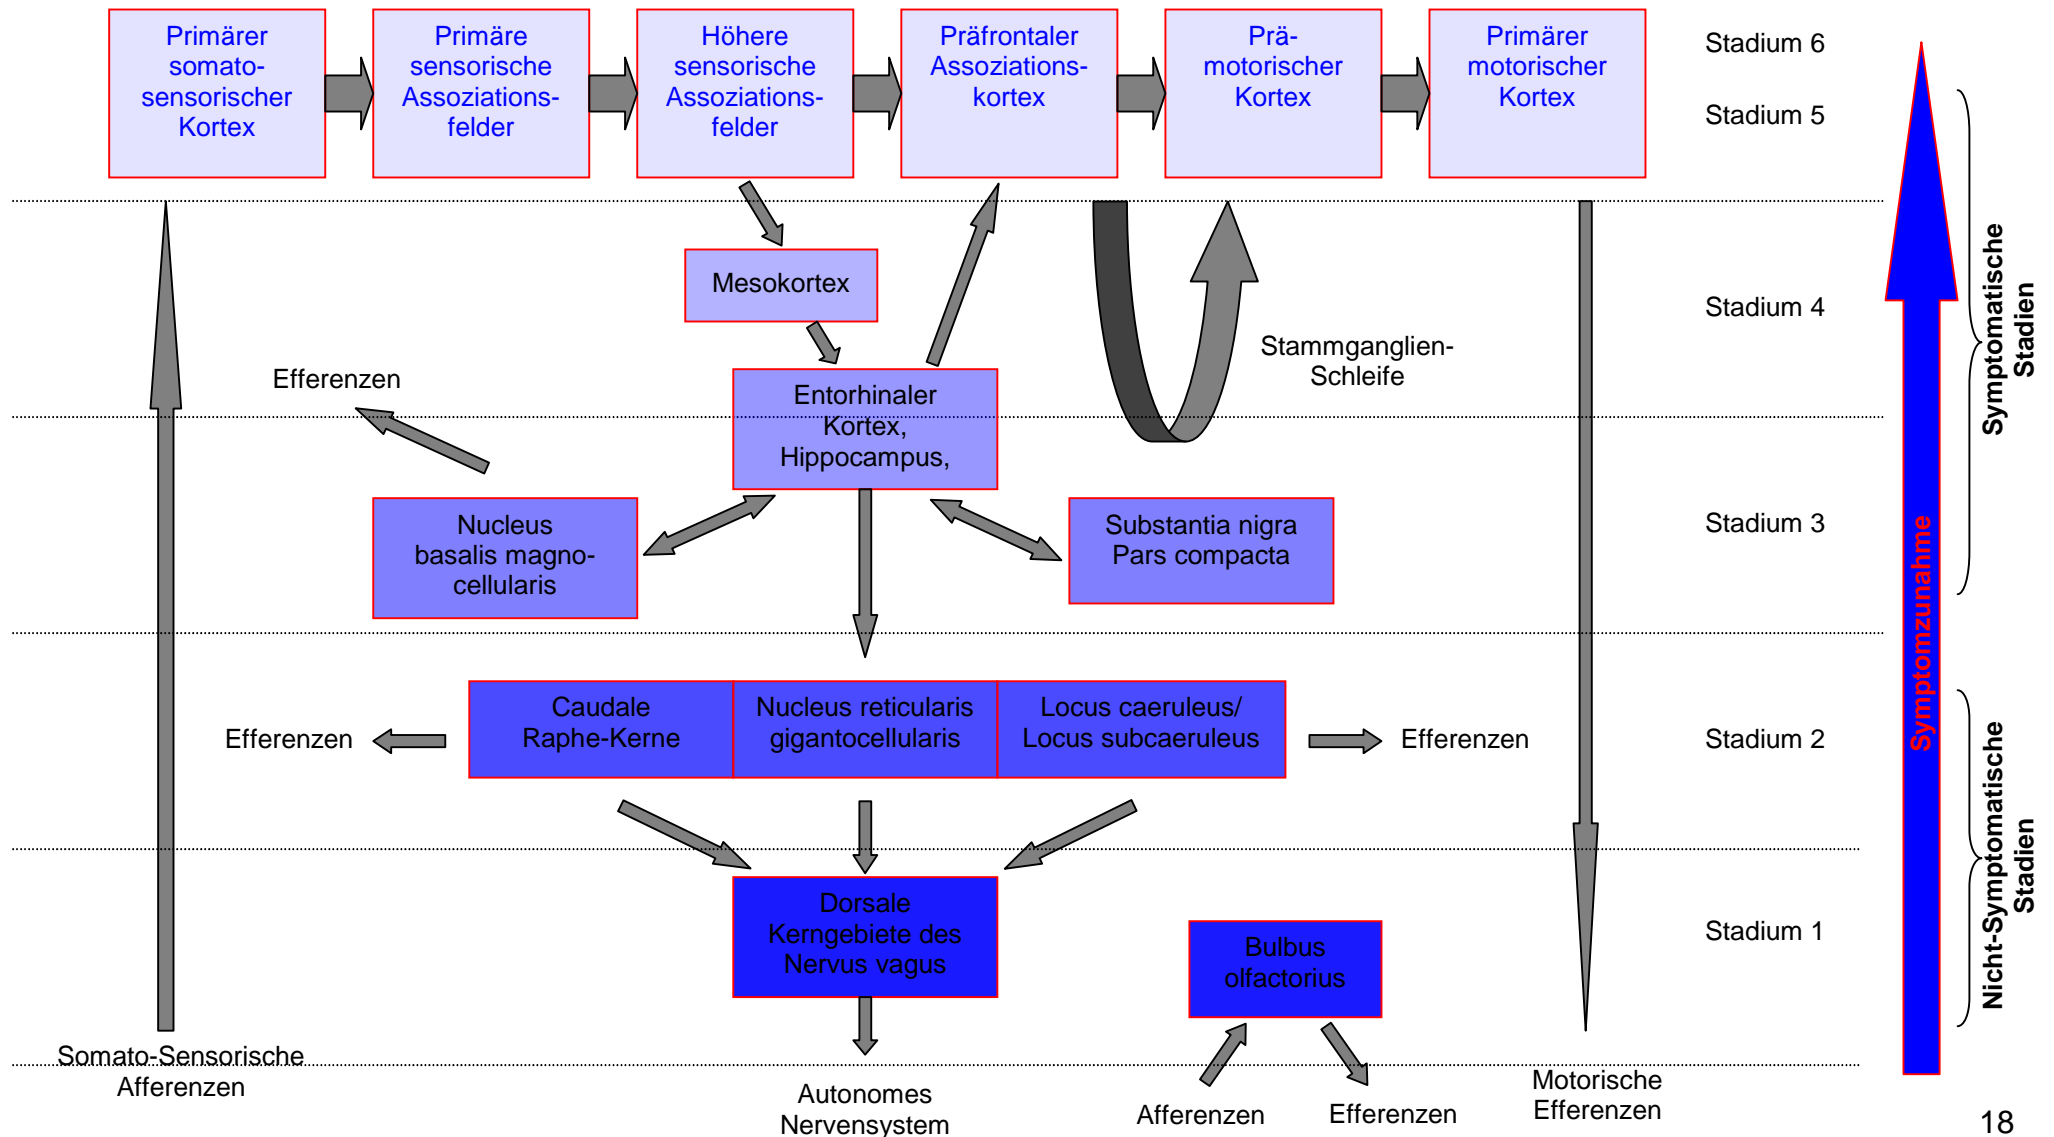 Primärer
somato-
sensorischer
Kortex
Primäre
sensorische
Assoziations-
felder
Höhere
sensorische
Assoziations-
felder
Präfrontaler
Assoziations-
kortex
Prä-
motorischer
Kortex
Primärer
motorischer
Kortex
Stadium 6
Stadium 5
Mesokortex
Stadium 4
Stammganglien-
Schleife
Efferenzen
Entorhinaler
Kortex,
Hippocampus,
Nucleus
basalis magno-
cellularis
Substantia nigra
Pars compacta
Stadium 3
Symptomatische
Stadien
Symptomzunahme
Efferenzen
Caudale
Raphe-Kerne
Nucleus reticularis
gigantocellularis
Locus caeruleus/
Locus subcaeruleus
Efferenzen
Stadium 2
Nicht-Symptomatische
Stadien
Dorsale
Kerngebiete des
Nervus vagus
Bulbus
olfactorius
Stadium 1
Somato-Sensorische
Afferenzen
Autonomes
Nervensystem
Afferenzen
Efferenzen
Motorische
Efferenzen
18